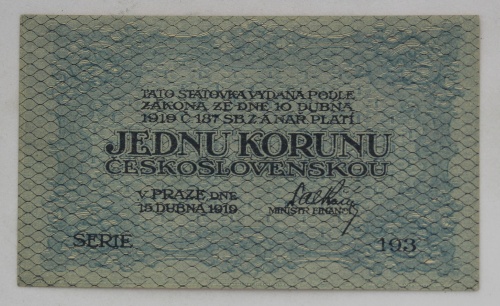 TATO STÁTOVKA VYDANÁ PODLE
ZÁKONA ZE DNE 10 DUBNA
1919 Č 187 SB Z A NAŘ PLATÍ
JEDNU KORUNU
ČESKOSLOVENSKOU
V PRAZE DNE
15 DUBNA 1919
MINISTR FINANCÍ
SERIE 193